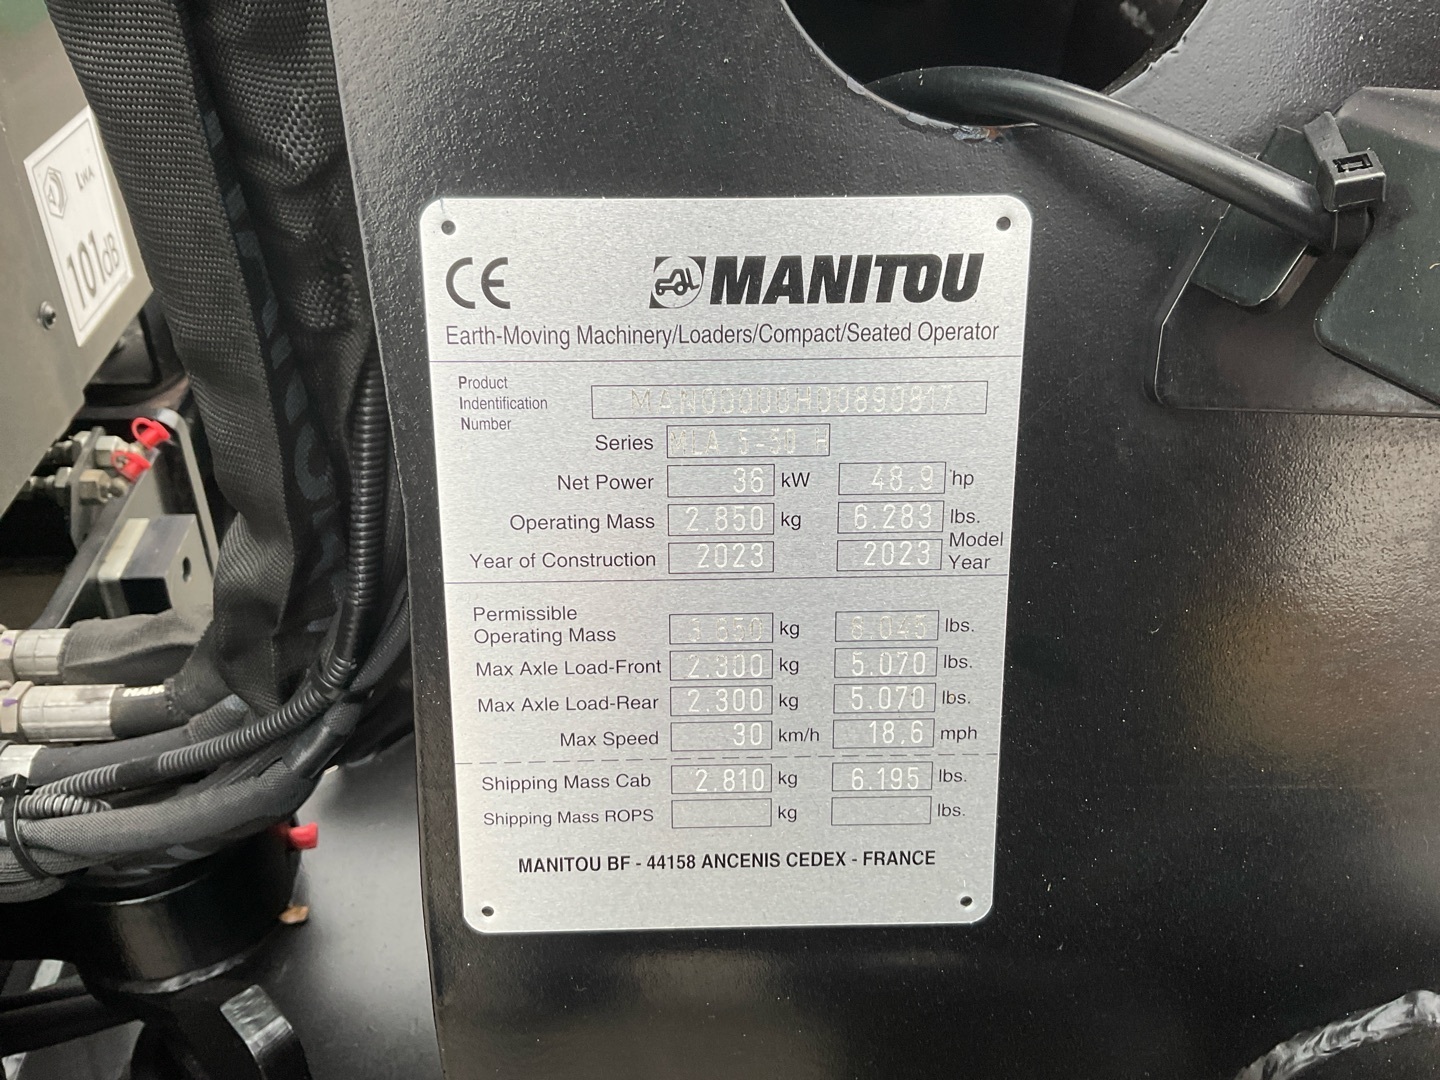 LWA
101dB
CE MANITOU
Earth-Moving Machinery/Loaders/Compact/Seated Operator
Product
Indentification
Number
Series MLA 5-50 H
Net Power 36 kW 48,9 hp
Operating Mass 2.850 kg 6.283 lbs.
Year of Construction 2023 2023 Model Year
Permissible
Operating Mass kg lbs.
Max Axle Load-Front 2.300 kg 5.070 lbs.
Max Axle Load-Rear 2.300 kg 5.070 lbs.
Max Speed 30 km/h 18,6 mph
Shipping Mass Cab 2.810 kg 6.195 lbs.
Shipping Mass ROPS kg lbs.
MANITOU BF - 44158 ANCENIS CEDEX - FRANCE